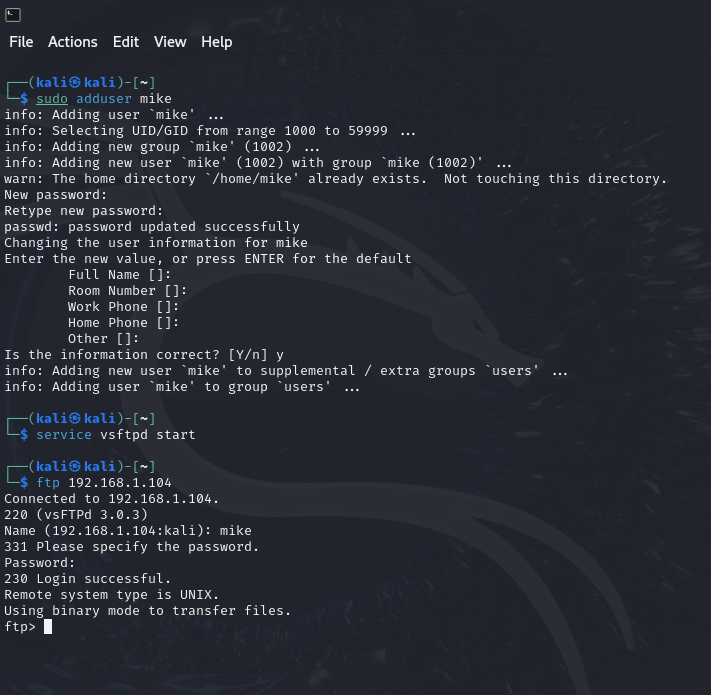 File Actions Edit View Help
┌──(kali㉿kali)-[~]
└─$ sudo adduser mike
info: Adding user `mike' ...
info: Selecting UID/GID from range 1000 to 59999 ...
info: Adding new group `mike' (1002) ...
info: Adding new user `mike' (1002) with group `mike (1002)' ...
warn: The home directory `/home/mike' already exists.  Not touching this directory.
New password:
Retype new password:
passwd: password updated successfully
Changing the user information for mike
Enter the new value, or press ENTER for the default
        Full Name []:
        Room Number []:
        Work Phone []:
        Home Phone []:
        Other []:
Is the information correct? [Y/n] y
info: Adding new user `mike' to supplemental / extra groups `users' ...
info: Adding user `mike' to group `users' ...
┌──(kali㉿kali)-[~]
└─$ service vsftpd start
┌──(kali㉿kali)-[~]
└─$ ftp 192.168.1.104
Connected to 192.168.1.104.
220 (vsFTPd 3.0.3)
Name (192.168.1.104:kali): mike
331 Please specify the password.
Password:
230 Login successful.
Remote system type is UNIX.
Using binary mode to transfer files.
ftp>